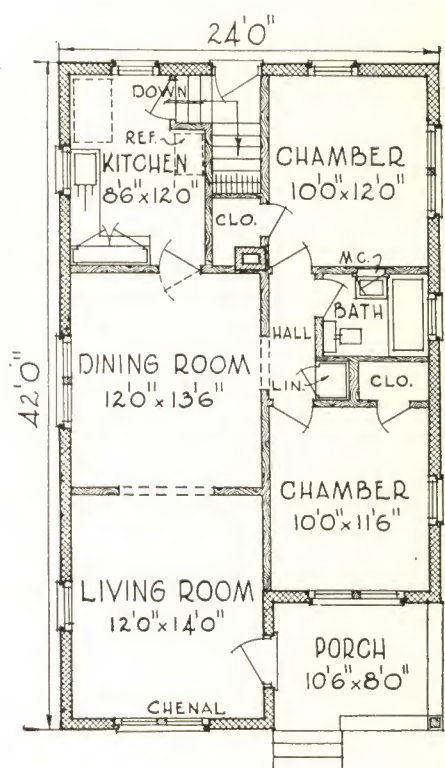 24'0"
42'0"
DOWN
REF.
KITCHEN
8'6"x12'0"
CHAMBER
10'0"x12'0"
CLO.
M.C.
BATH
HALL
DINING ROOM
12'0"x13'6"
LIN.
CLO.
CHAMBER
10'0"x11'6"
LIVING ROOM
12'0"x14'0"
PORCH
10'6"x8'0"
CHENAL